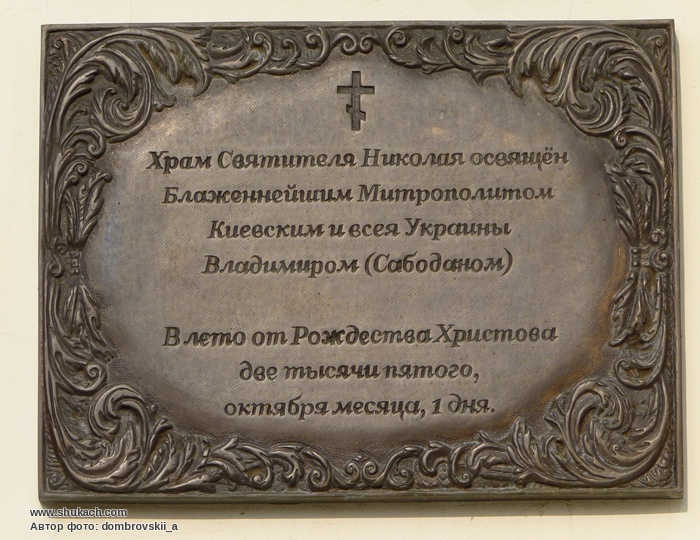 Храм Святителя Николая освящён
Блаженнейшим Митрополитом
Киевским и всея Украины
Владимиром (Сабоданом)
В лето от Рождества Христова
две тысячи пятого,
октября месяца, 1 дня.
www.shukach.com
Автор фото: dombrovskii_a